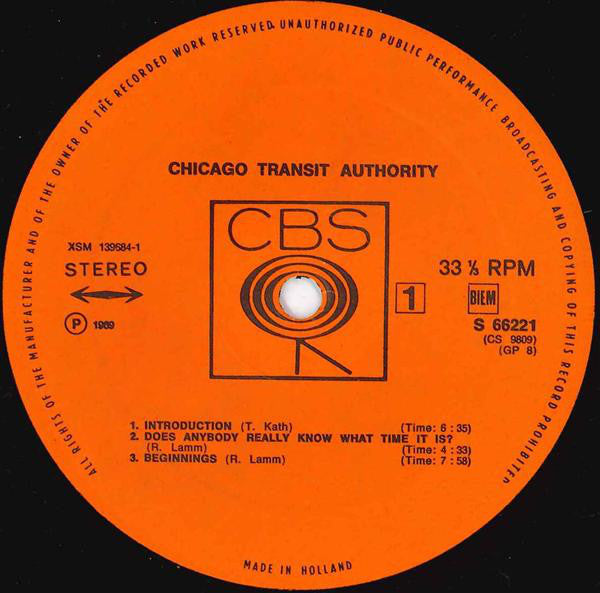 ALL RIGHTS OF THE MANUFACTURER AND OF THE OWNER OF THE RECORDED WORK RESERVED. UNAUTHORIZED PUBLIC PERFORMANCE BROADCASTING AND COPYING OF THIS RECORD PROHIBITED
CHICAGO TRANSIT AUTHORITY
CBS
XSM 139684-1
STEREO
Ⓟ 1969
1
33 ⅓ RPM
BIEM
S 66221
(CS 9809)
(GP 8)
1. INTRODUCTION (T. Kath) (Time: 6 : 35)
2. DOES ANYBODY REALLY KNOW WHAT TIME IT IS?
(R. Lamm) (Time: 4 : 33)
3. BEGINNINGS (R. Lamm) (Time: 7 : 58)
MADE IN HOLLAND